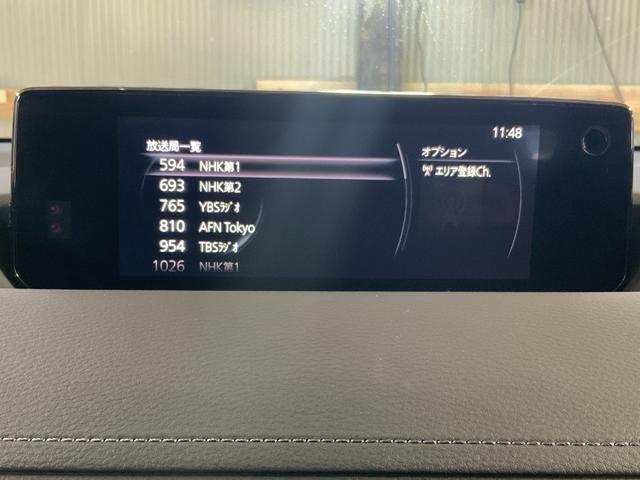 11:48
放送局一覧
オプション
594 NHK第1
エリア登録Ch.
693 NHK第2
765 YBSﾗｼﾞｵ
810 AFN Tokyo
954 TBSﾗｼﾞｵ
1026 NHK第1